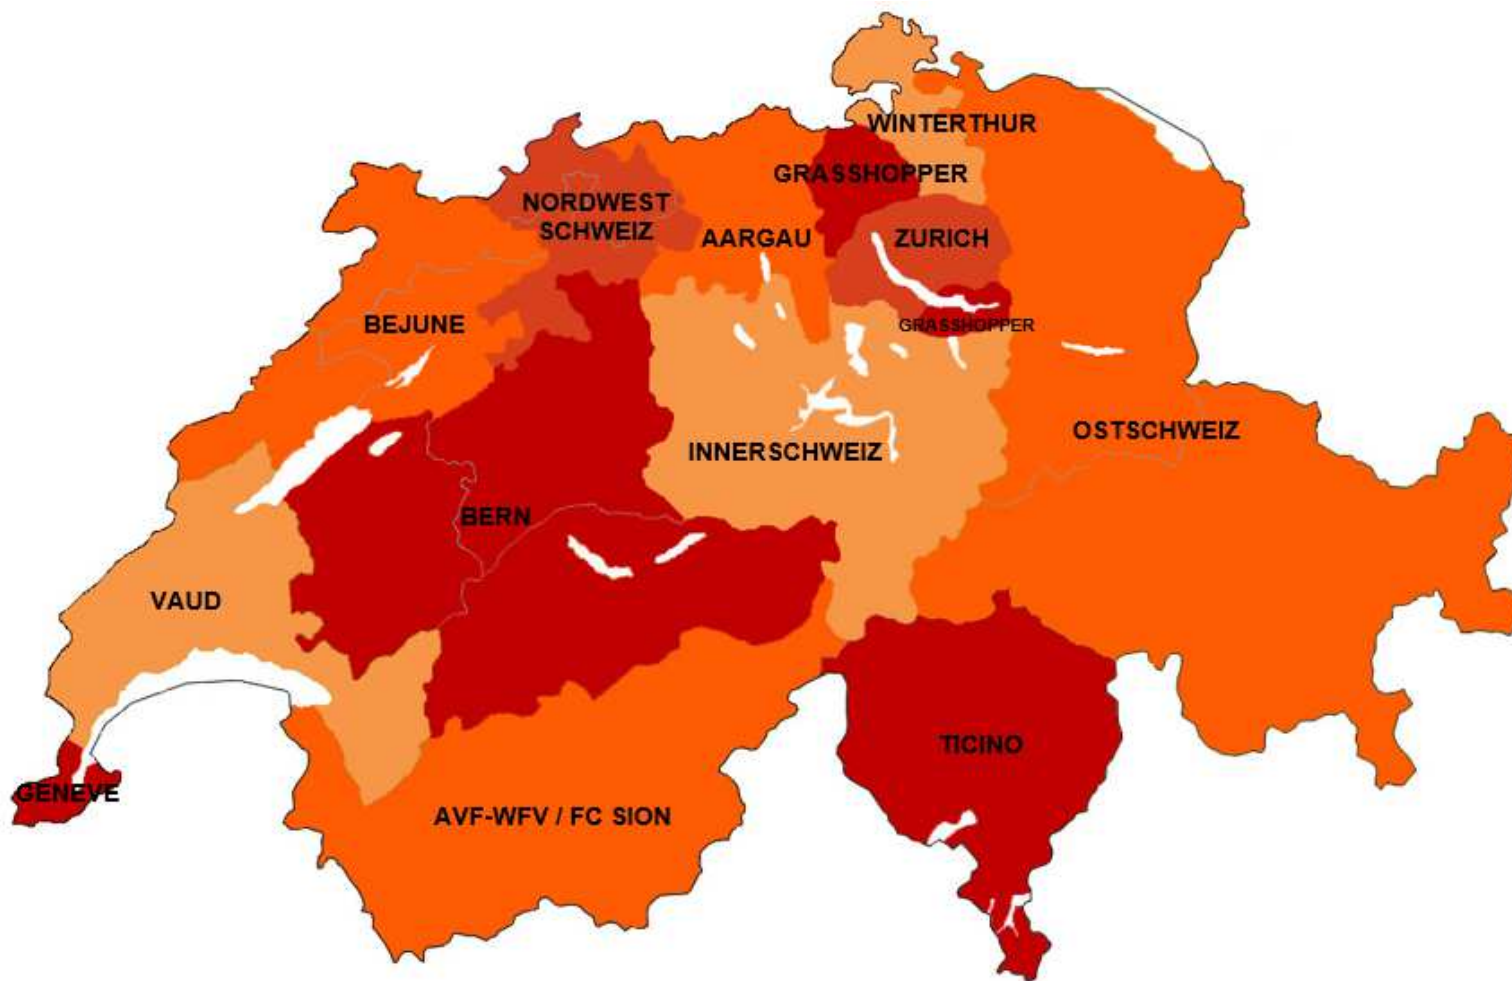 WINTERTHUR
GRASSHOPPER
NORDWEST
SCHWEIZ
AARGAU
ZURICH
BEJUNE
GRASSHOPPER
OSTSCHWEIZ
INNERSCHWEIZ
BERN
VAUD
TICINO
GENEVE
AVF-WFV / FC SION